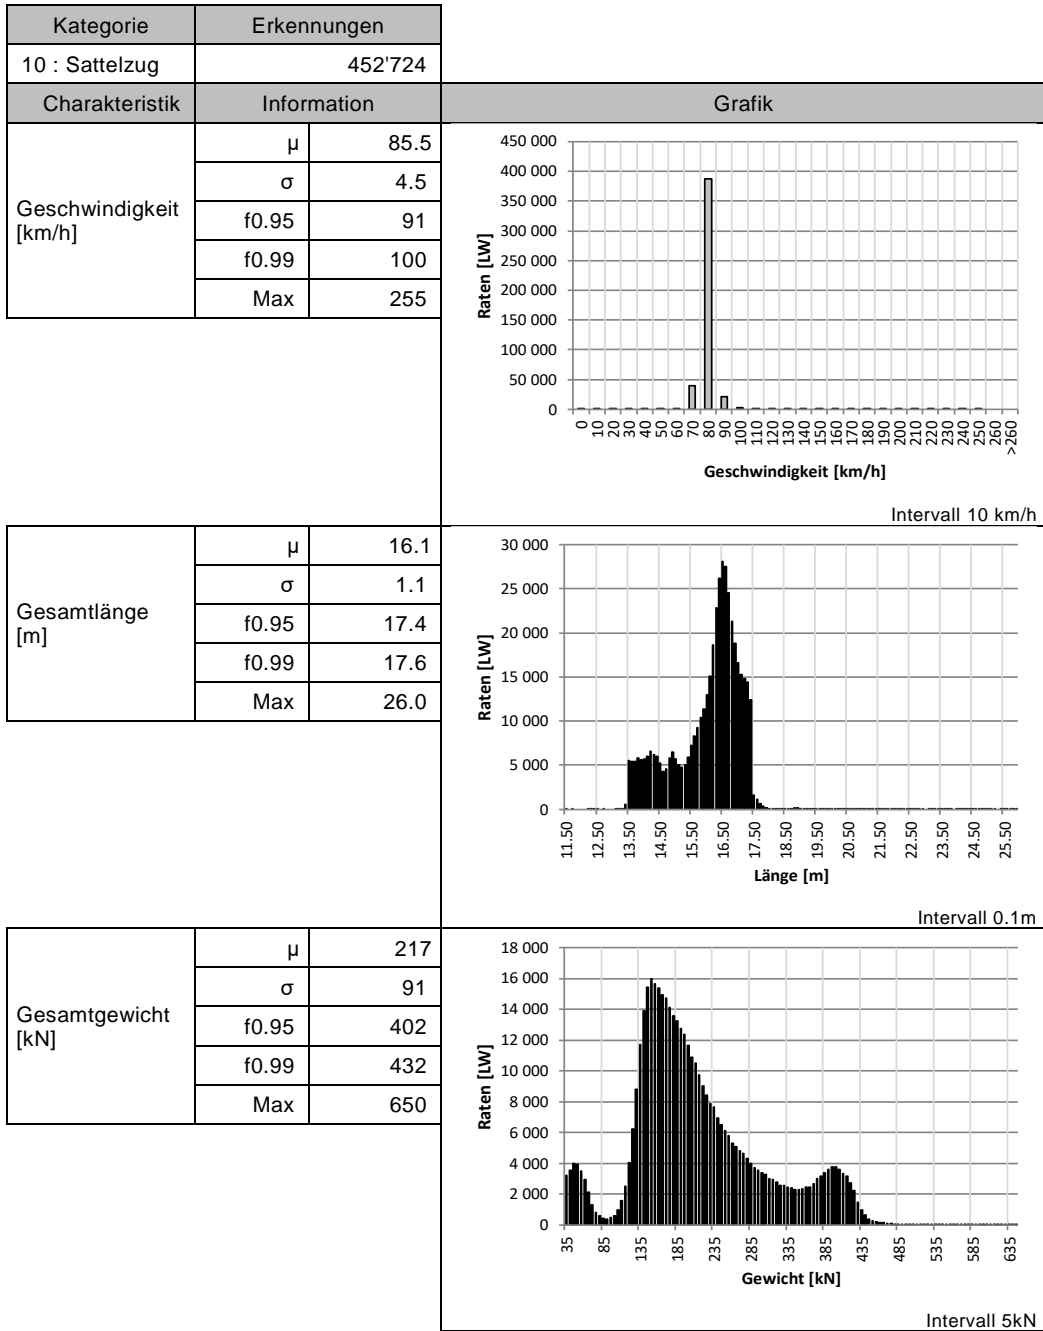 Kategorie Erkennungen
10 : Sattelzug 452'724
Charakteristik Information Grafik
Geschwindigkeit [km/h]
µ 85.5
σ 4.5
f0.95 91
f0.99 100
Max 255
450 000
400 000
350 000
300 000
250 000
200 000
150 000
100 000
50 000
0
Raten [LW]
0 10 20 30 40 50 60 70 80 90 100 110 120 130 140 150 160 170 180 190 200 210 220 230 240 250 260 >260
Geschwindigkeit [km/h]
Intervall 10 km/h
Gesamtlänge [m]
µ 16.1
σ 1.1
f0.95 17.4
f0.99 17.6
Max 26.0
30 000
25 000
20 000
15 000
10 000
5 000
0
Raten [LW]
11.50 12.50 13.50 14.50 15.50 16.50 17.50 18.50 19.50 20.50 21.50 22.50 23.50 24.50 25.50
Länge [m]
Intervall 0.1m
Gesamtgewicht [kN]
µ 217
σ 91
f0.95 402
f0.99 432
Max 650
18 000
16 000
14 000
12 000
10 000
8 000
6 000
4 000
2 000
0
Raten [LW]
35 85 135 185 235 285 335 385 435 485 535 585 635
Gewicht [kN]
Intervall 5kN